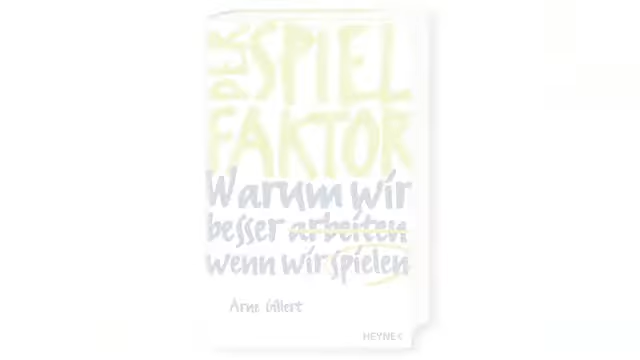 DER SPIEL
FAKTOR
Warum wir
besser arbeiten
wenn wir spielen
Arne Gillert
HEYNE <